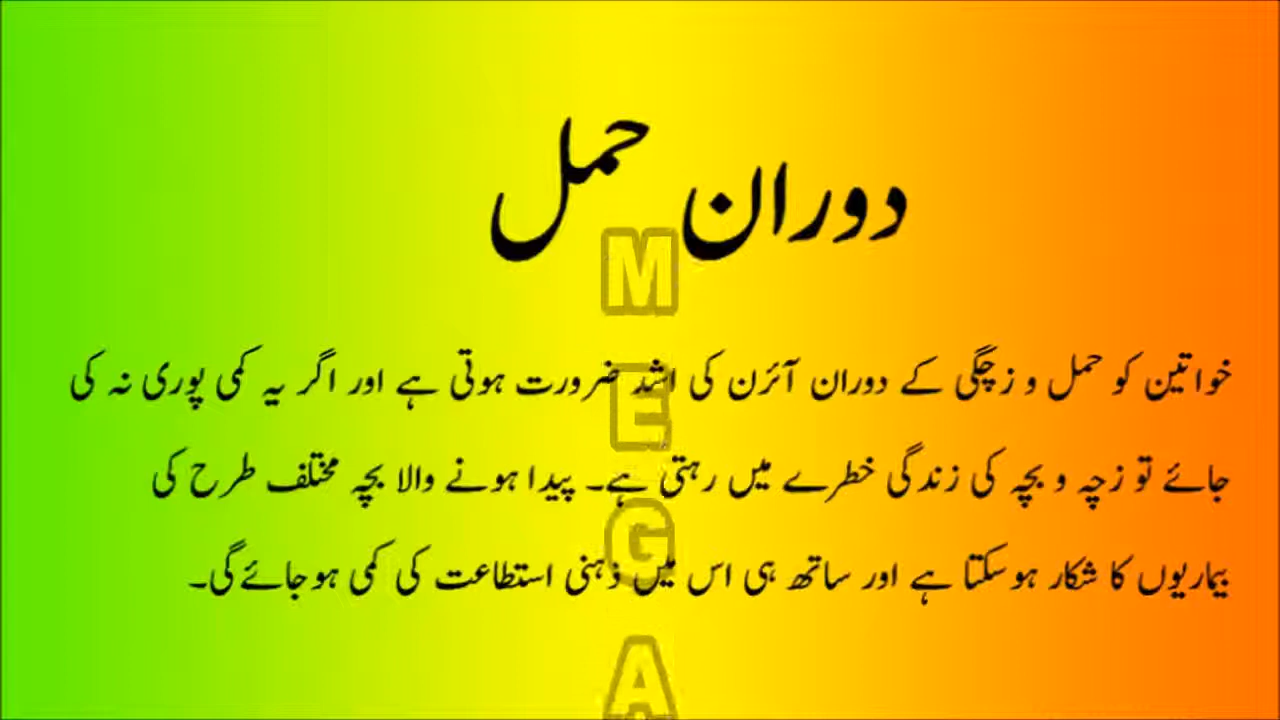 دوران حمل
خواتین کو حمل و زچگی کے دوران آئرن کی اشد ضرورت ہوتی ہے اور اگر یہ کمی پوری نہ کی
جائے تو زچہ و بچہ کی زندگی خطرے میں رہتی ہے۔ پیدا ہونے والا بچہ مختلف طرح کی
بیماریوں کا شکار ہوسکتا ہے اور ساتھ ہی اس میں ذہنی استطاعت کی کمی ہوجائےگی۔
MEGA